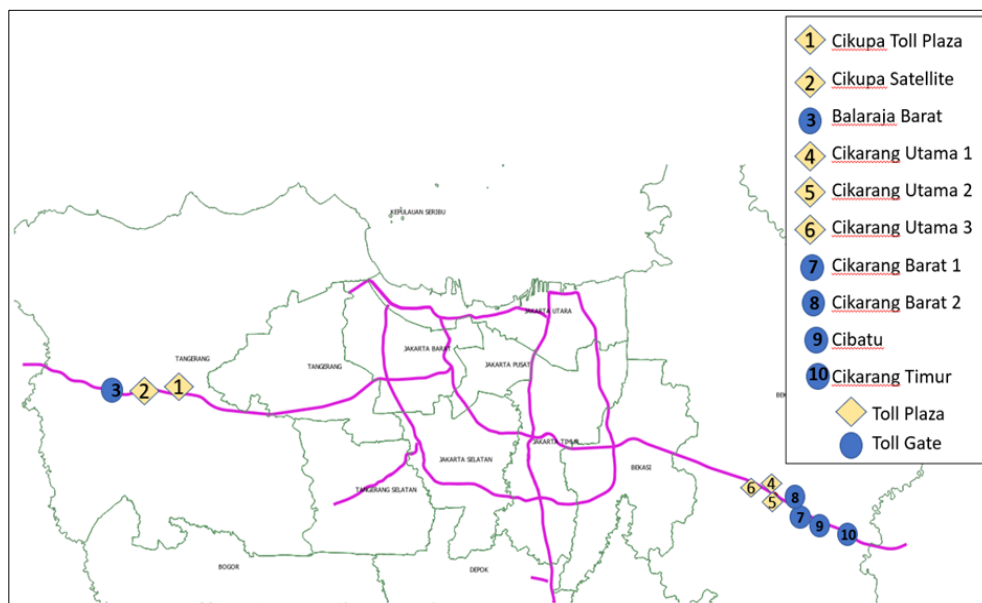 1 Cikupa Toll Plaza
2 Cikupa Satellite
3 Balaraja Barat
4 Cikarang Utama 1
5 Cikarang Utama 2
6 Cikarang Utama 3
7 Cikarang Barat 1
8 Cikarang Barat 2
9 Cibatu
10 Cikarang Timur
Toll Plaza
Toll Gate
KEPULAUAN SERIBU
JAKARTA UTARA
JAKARTA BARAT
TANGERANG
TANGERANG
JAKARTA PUSAT
3 2 1
JAKARTA TIMUR
JAKARTA SELATAN
BEKASI
TANGERANG SELATAN
6 4
5 8
7 9 10
BOGOR
DEPOK